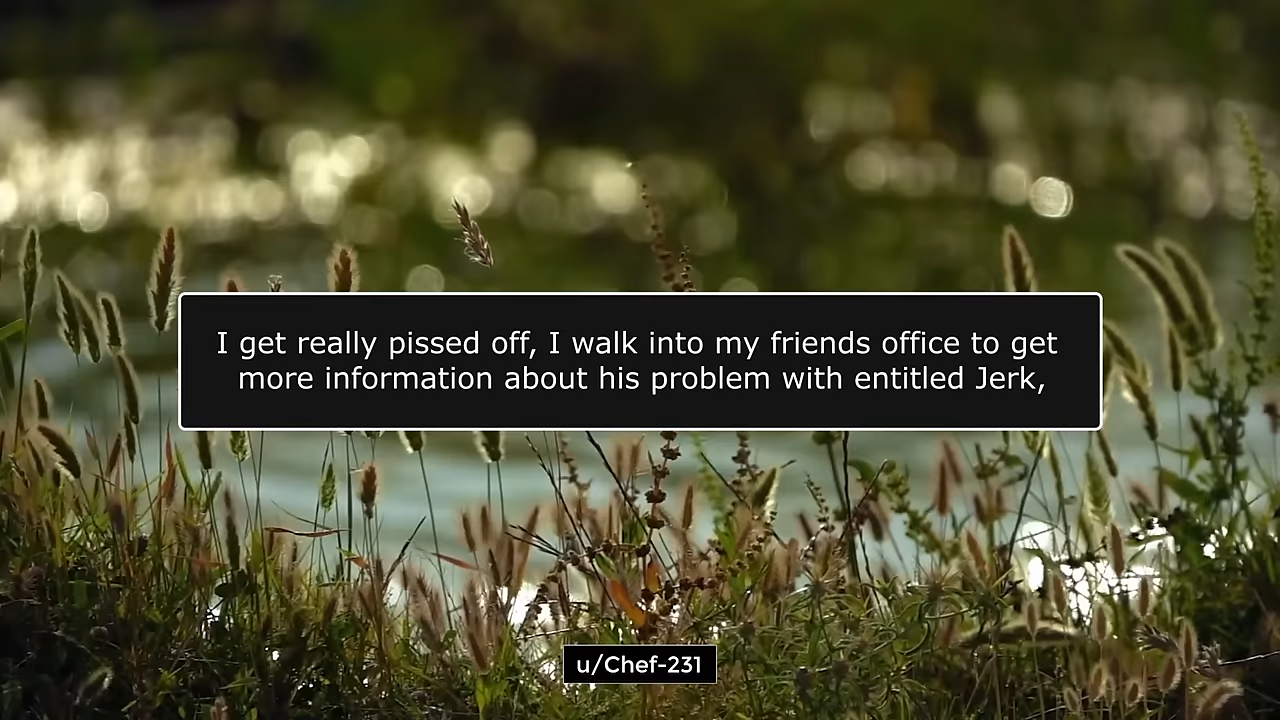 I get really pissed off, I walk into my friends office to get
more information about his problem with entitled Jerk,
u/Chef-231